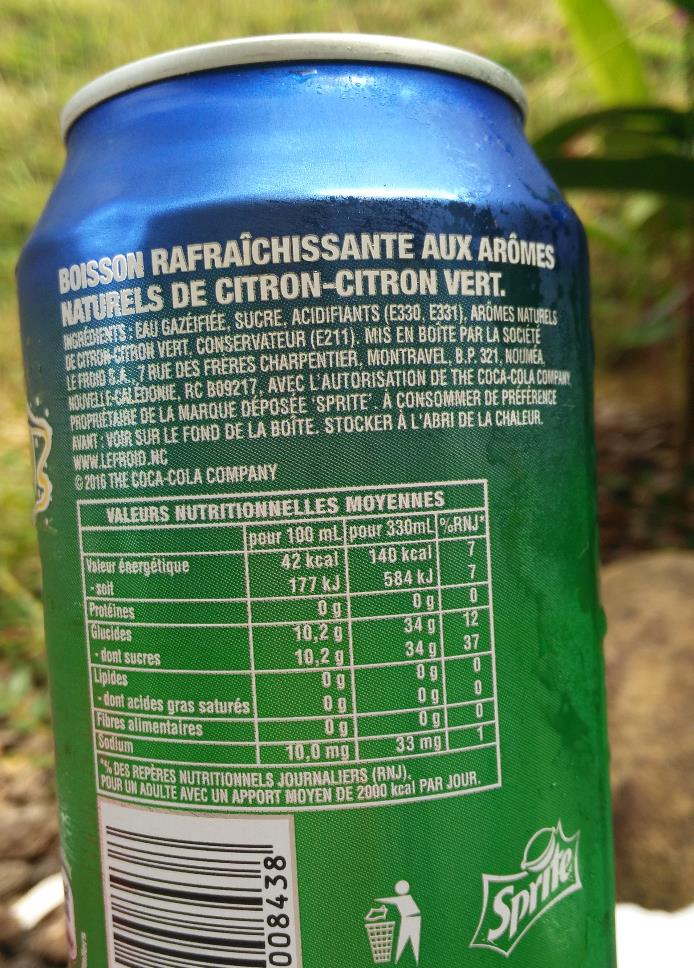 BOISSON RAFRAÎCHISSANTE AUX ARÔMES
NATURELS DE CITRON-CITRON VERT.
INGRÉDIENTS : EAU GAZÉIFIÉE, SUCRE, ACIDIFIANTS (E330, E331), ARÔMES NATURELS
DE CITRON-CITRON VERT, CONSERVATEUR (E211). MIS EN BOÎTE PAR LA SOCIÉTÉ
LE FROID S.A., 7 RUE DES FRÈRES CHARPENTIER, MONTRAVEL, B.P. 321, NOUMÉA,
NOUVELLE-CALÉDONIE, RC B09217, AVEC L'AUTORISATION DE THE COCA-COLA COMPANY,
PROPRIÉTAIRE DE LA MARQUE DÉPOSÉE 'SPRITE'. À CONSOMMER DE PRÉFÉRENCE
AVANT : VOIR SUR LE FOND DE LA BOÎTE. STOCKER À L'ABRI DE LA CHALEUR.
WWW.LEFROID.NC
© 2016 THE COCA-COLA COMPANY
VALEURS NUTRITIONNELLES MOYENNES
pour 100 mL pour 330mL %RNJ*
Valeur énergétique 42 kcal 140 kcal 7
- soit 177 kJ 584 kJ 7
Protéines 0 g 0 g 0
Glucides 10,2 g 34 g 12
- dont sucres 10,2 g 34 g 37
Lipides 0 g 0 g 0
- dont acides gras saturés 0 g 0 g 0
Fibres alimentaires 0 g 0 g 0
Sodium 10,0 mg 33 mg 1
*% DES REPÈRES NUTRITIONNELS JOURNALIERS (RNJ),
POUR UN ADULTE AVEC UN APPORT MOYEN DE 2000 kcal PAR JOUR.
008438
Sprite